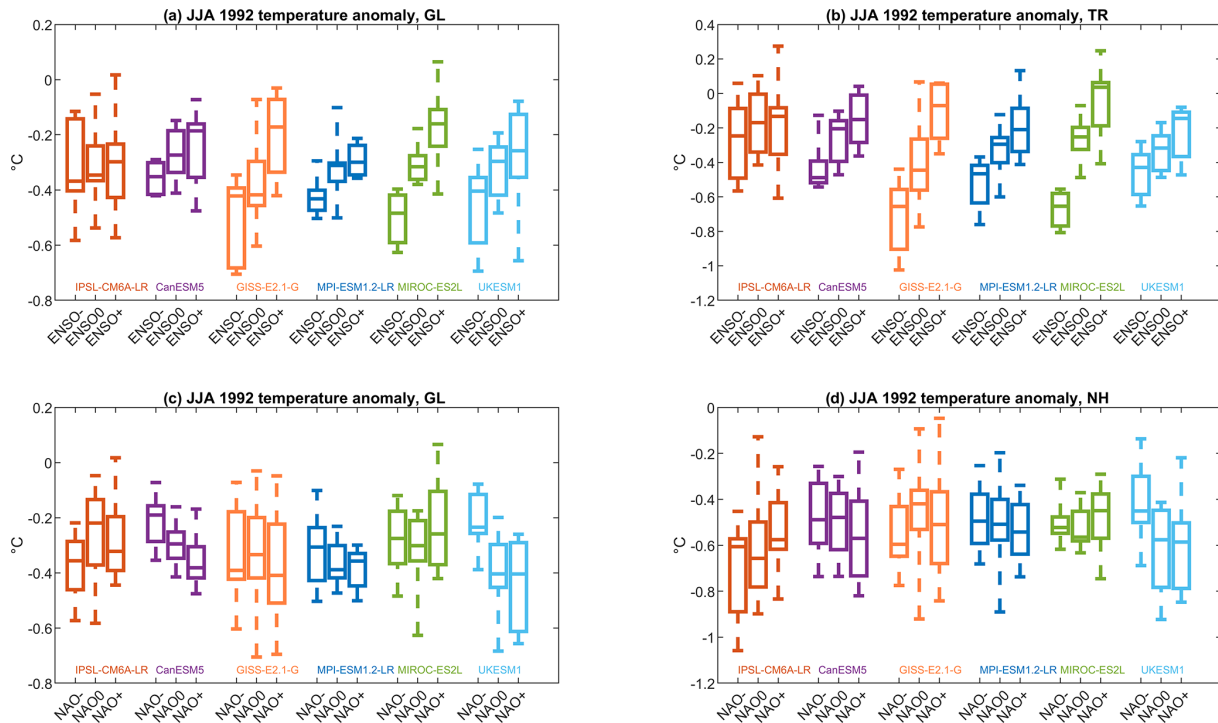 (a) JJA 1992 temperature anomaly, GL
0.2
0
-0.2
-0.4
-0.6
-0.8
°C
IPSL-CM6A-LR CanESM5 GISS-E2.1-G MPI-ESM1.2-LR MIROC-ES2L UKESM1
ENSO- ENSO0 ENSO+ ENSO- ENSO0 ENSO+ ENSO- ENSO0 ENSO+ ENSO- ENSO0 ENSO+ ENSO- ENSO0 ENSO+ ENSO- ENSO0 ENSO+
(b) JJA 1992 temperature anomaly, TR
0.4
0.2
0
-0.2
-0.4
-0.6
-0.8
-1
-1.2
°C
IPSL-CM6A-LR CanESM5 GISS-E2.1-G MPI-ESM1.2-LR MIROC-ES2L UKESM1
ENSO- ENSO0 ENSO+ ENSO- ENSO0 ENSO+ ENSO- ENSO0 ENSO+ ENSO- ENSO0 ENSO+ ENSO- ENSO0 ENSO+ ENSO- ENSO0 ENSO+
(c) JJA 1992 temperature anomaly, GL
0.2
0
-0.2
-0.4
-0.6
-0.8
°C
IPSL-CM6A-LR CanESM5 GISS-E2.1-G MPI-ESM1.2-LR MIROC-ES2L UKESM1
NAO- NAO0 NAO+ NAO- NAO0 NAO+ NAO- NAO0 NAO+ NAO- NAO0 NAO+ NAO- NAO0 NAO+ NAO- NAO0 NAO+
(d) JJA 1992 temperature anomaly, NH
0
-0.2
-0.4
-0.6
-0.8
-1
-1.2
°C
IPSL-CM6A-LR CanESM5 GISS-E2.1-G MPI-ESM1.2-LR MIROC-ES2L UKESM1
NAO- NAO0 NAO+ NAO- NAO0 NAO+ NAO- NAO0 NAO+ NAO- NAO0 NAO+ NAO- NAO0 NAO+ NAO- NAO0 NAO+